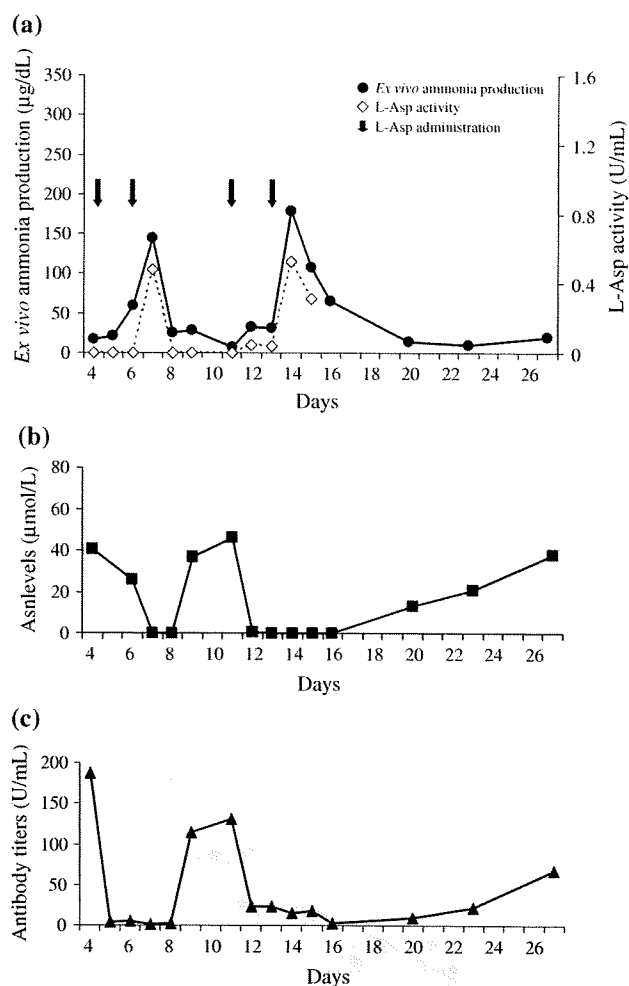 (a)
Ex vivo ammonia production (µg/dL)
350
300
250
200
150
100
50
0
● Ex vivo ammonia production
◇ L-Asp activity
L-Asp administration
1.6
1.2
0.8
0.4
0
L-Asp activity (U/mL)
4 6 8 10 12 14 16 18 20 22 24 26
Days
(b)
Asnlevels (µmol/L)
80
60
40
20
0
4 6 8 10 12 14 16 18 20 22 24 26
Days
(c)
Antibody titers (U/mL)
200
150
100
50
0
4 6 8 10 12 14 16 18 20 22 24 26
Days